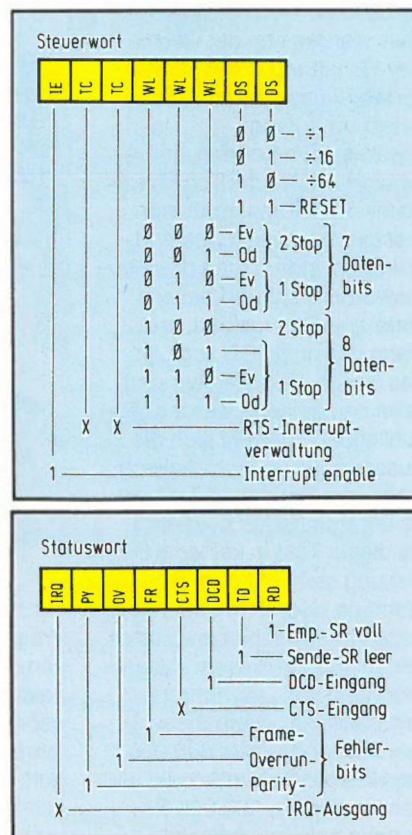 Steuerwort
IE TC TC WL WL WL DS DS
Ø Ø — ÷1
Ø 1 — ÷16
1 Ø — ÷64
1 1 — RESET
Ø Ø Ø — Ev
Ø Ø 1 — Od
2 Stop
Ø 1 Ø — Ev
Ø 1 1 — Od
1 Stop
7 Daten-
bits
1 Ø Ø — 2 Stop
1 Ø
1 1 Ø — Ev
1 1 1 — Od
1 Stop
8
Daten-
bits
X X — RTS-Interrupt-
verwaltung
1 — Interrupt enable
Statuswort
IRQ PY OV FR CTS DCD TD RD
1 — Emp.-SR voll
1 — Sende-SR leer
1 — DCD-Eingang
X — CTS-Eingang
1 — Frame-
1 — Overrun-
1 — Parity-
Fehler-
bits
X — IRQ-Ausgang